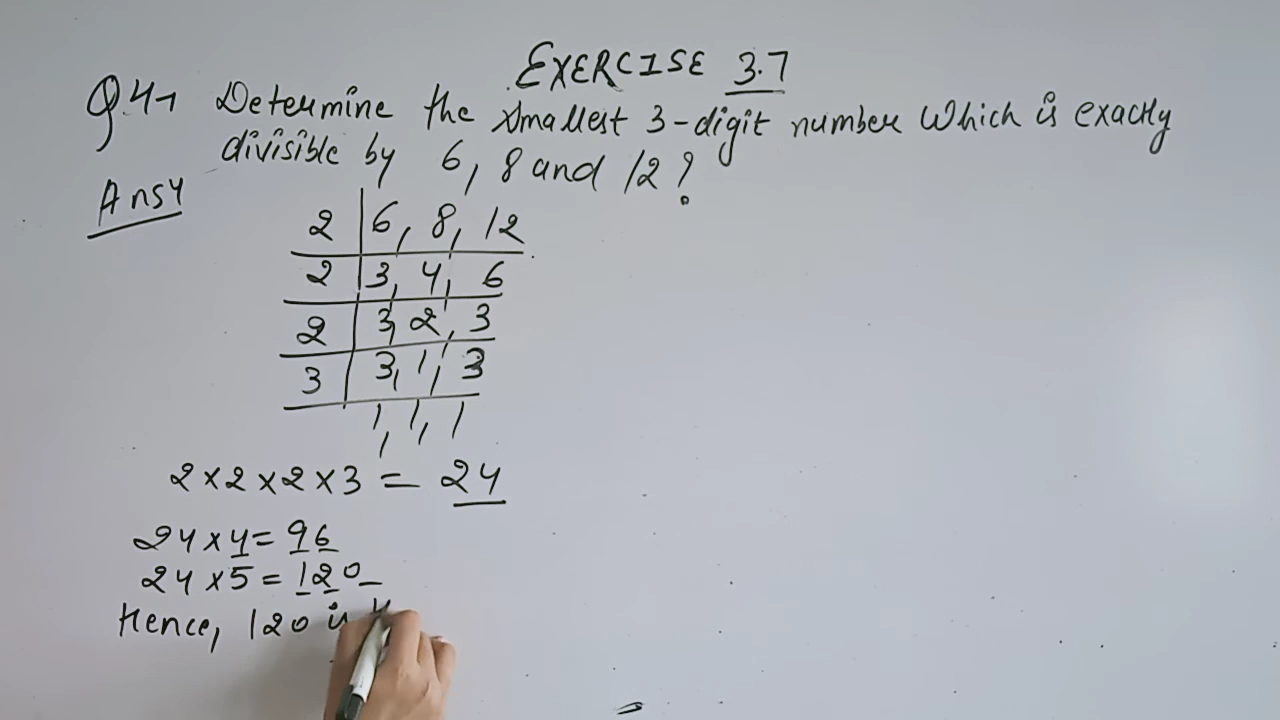 EXERCISE 3.7
Q4→ Determine the smallest 3-digit number which is exactly
divisible by 6, 8 and 12?
Ans4
2 | 6, 8, 12
2 | 3, 4, 6
2 | 3, 2, 3
3 | 3, 1, 3
1, 1, 1
2×2×2×3 = 24
24×4 = 96
24×5 = 120
Hence, 120 is